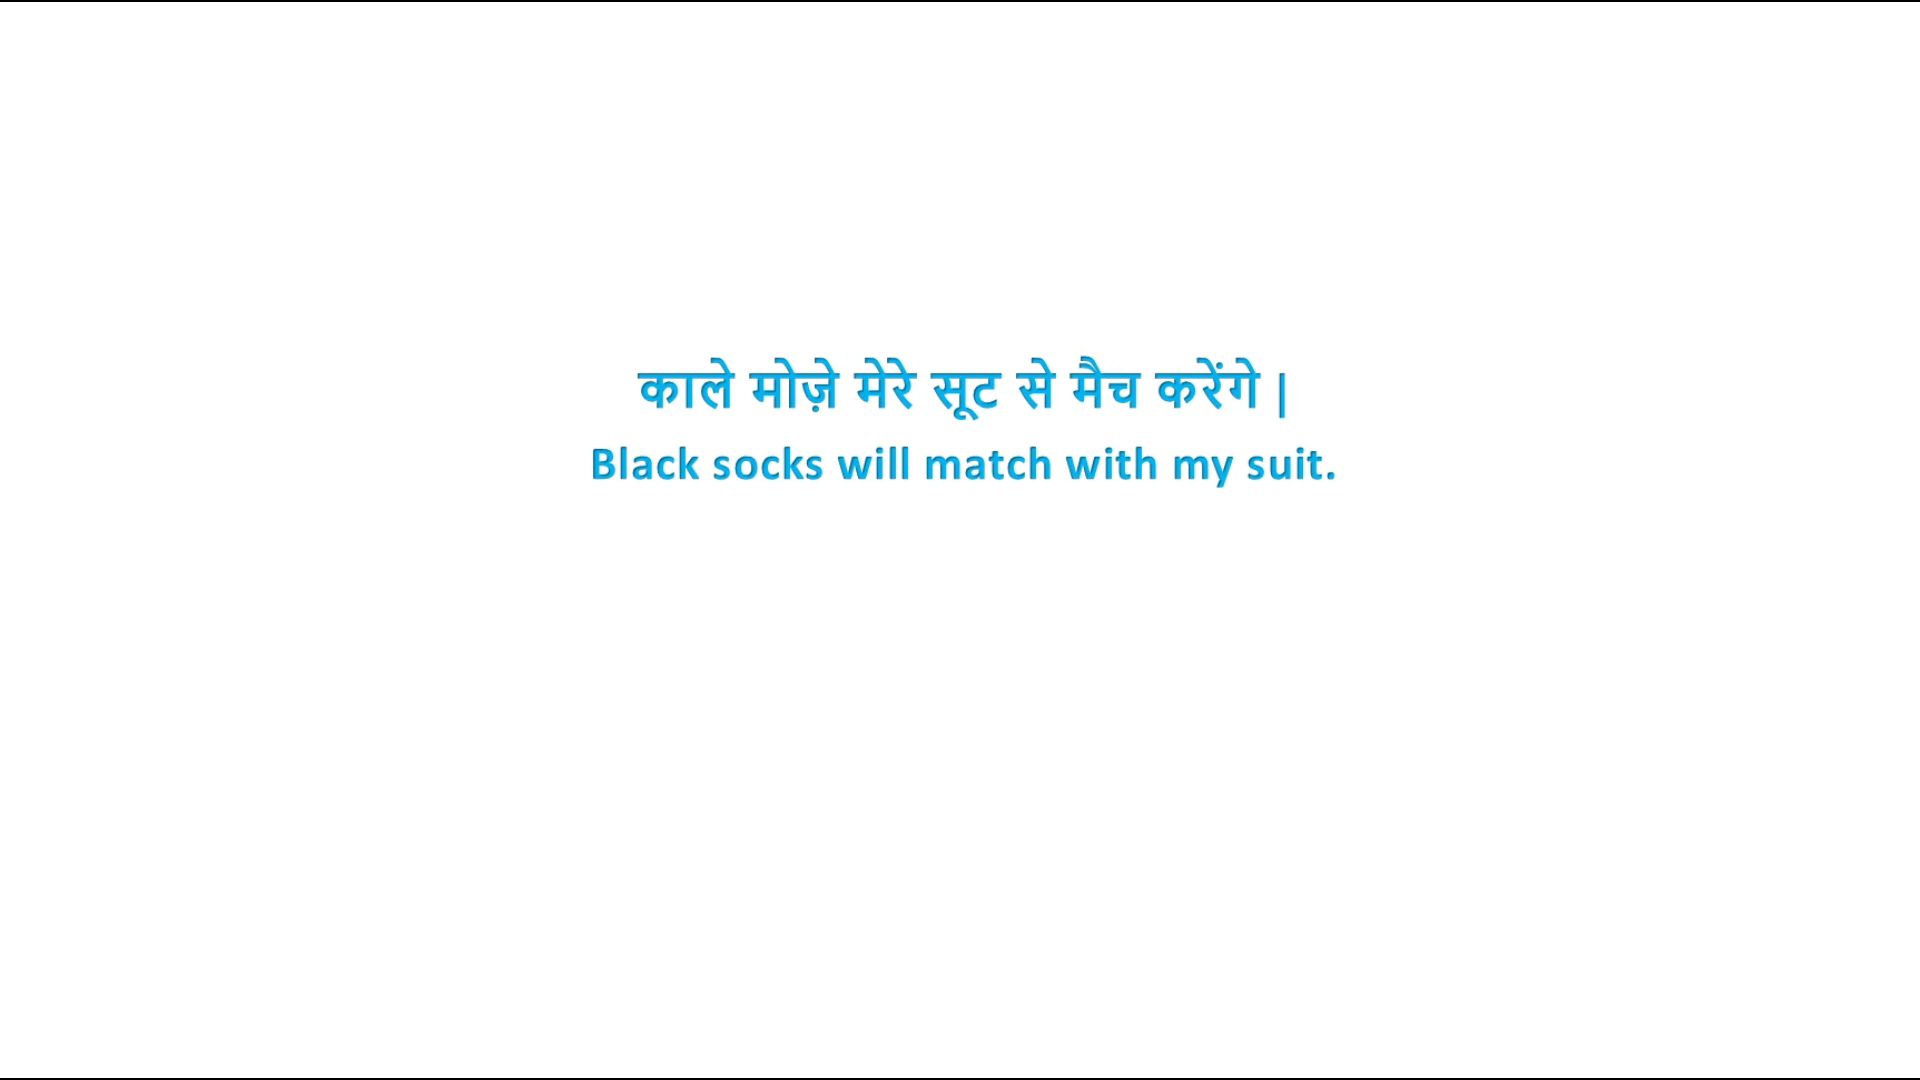 काले मोज़े मेरे सूट से मैच करेंगे |
Black socks will match with my suit.